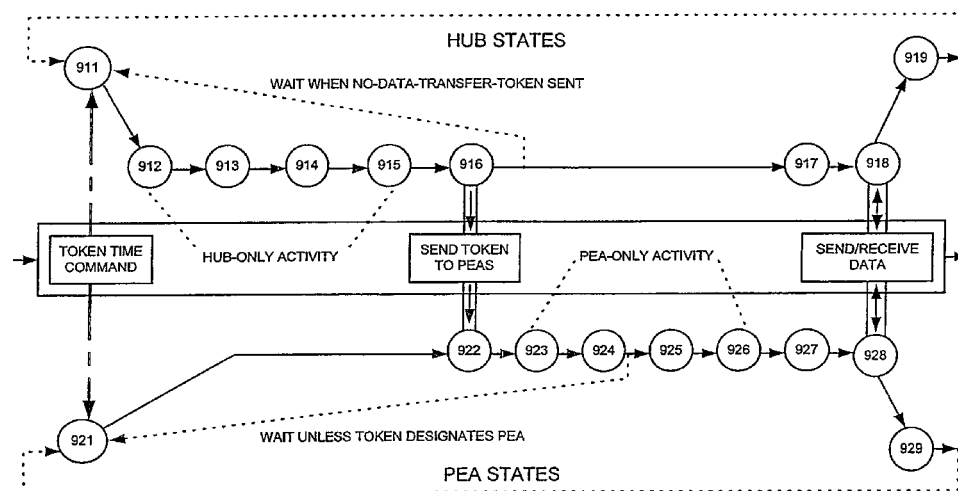 HUB STATES
911
919
WAIT WHEN NO-DATA-TRANSFER-TOKEN SENT
912
913
914
915
916
917
918
TOKEN TIME
COMMAND
HUB-ONLY ACTIVITY
SEND TOKEN
TO PEAS
PEA-ONLY ACTIVITY
SEND/RECEIVE
DATA
922
923
924
925
926
927
928
921
WAIT UNLESS TOKEN DESIGNATES PEA
929
PEA STATES